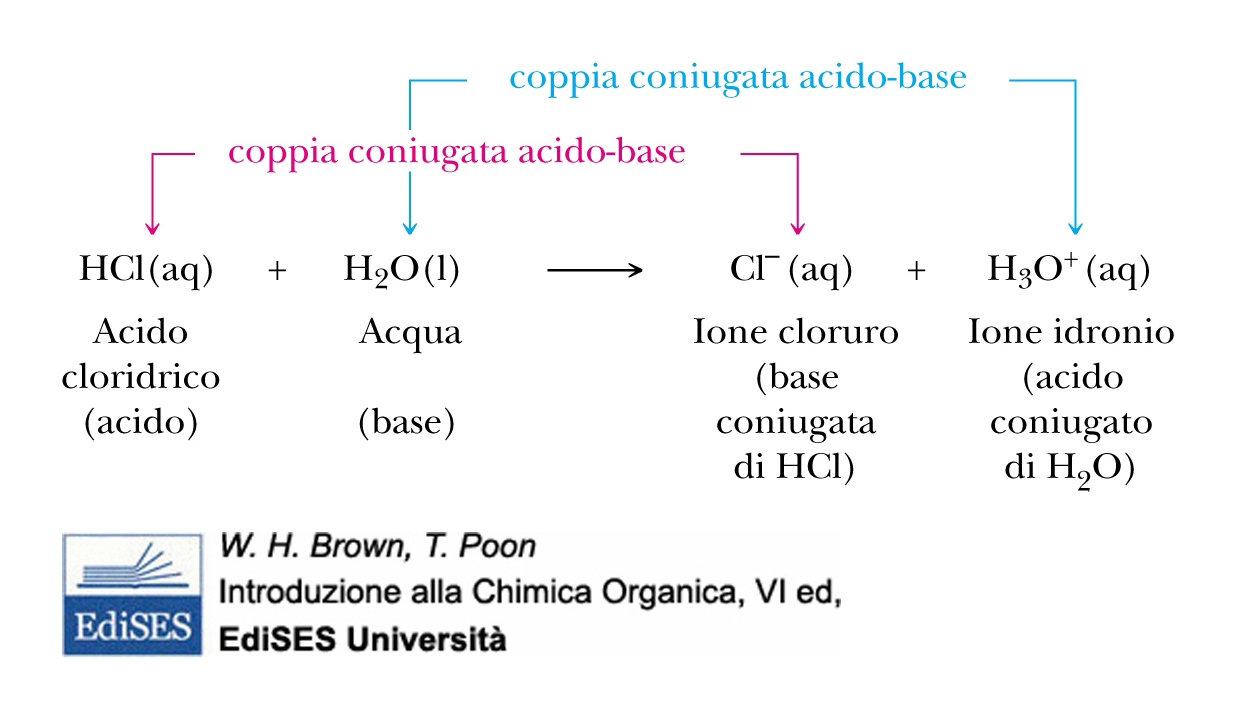 coppia coniugata acido-base
coppia coniugata acido-base
HCl(aq) + H₂O(l) ⟶ Cl⁻(aq) + H₃O⁺(aq)
Acido Acqua Ione cloruro Ione idronio
cloridrico (base (acido
(acido) (base) coniugata coniugato
di HCl) di H₂O)
W. H. Brown, T. Poon
Introduzione alla Chimica Organica, VI ed,
EdiSES
EdiSES Università